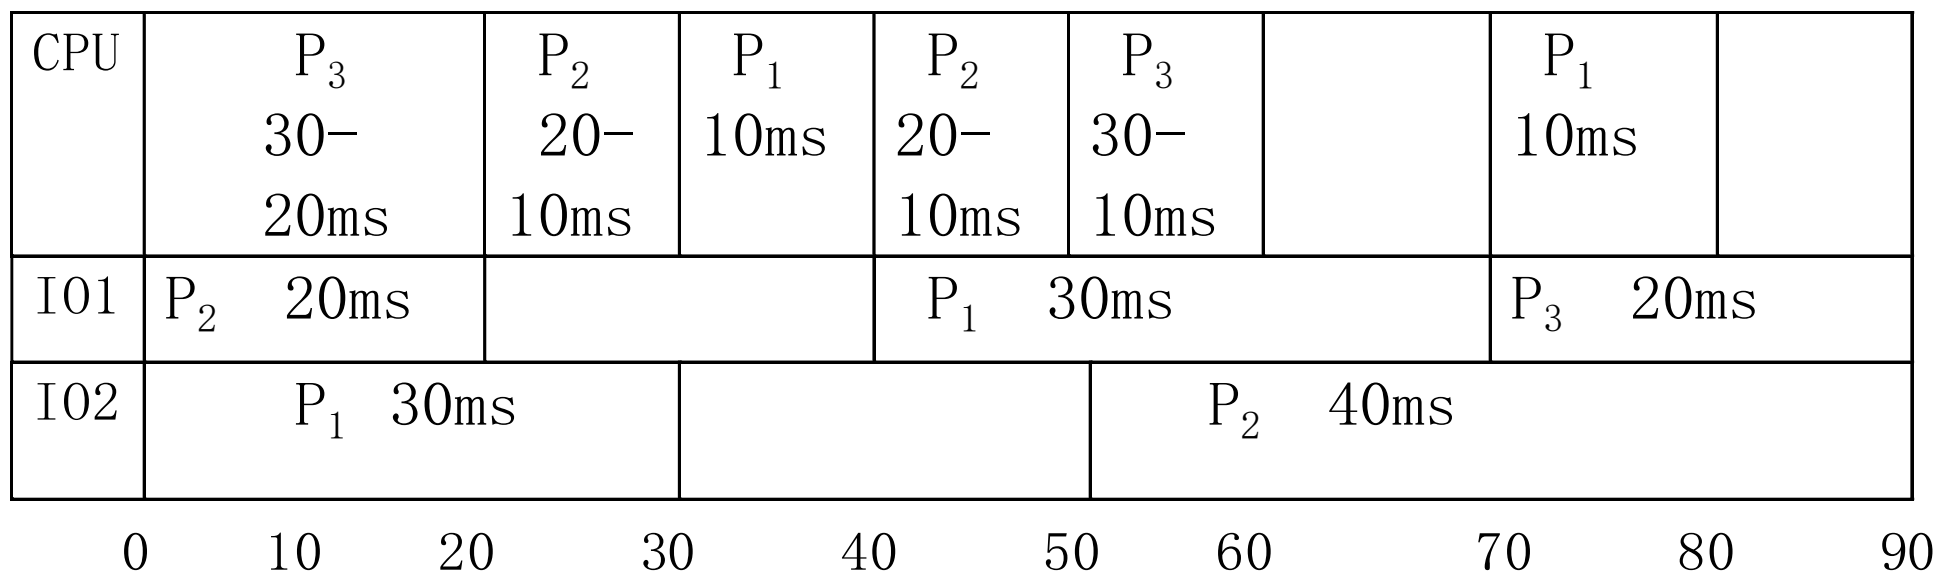 CPU P₃ P₂ P₁ P₂ P₃ P₁
30— 20— 10ms 20— 30— 10ms
20ms 10ms 10ms 10ms
IO1 P₂ 20ms P₁ 30ms P₃ 20ms
IO2 P₁ 30ms P₂ 40ms
0 10 20 30 40 50 60 70 80 90